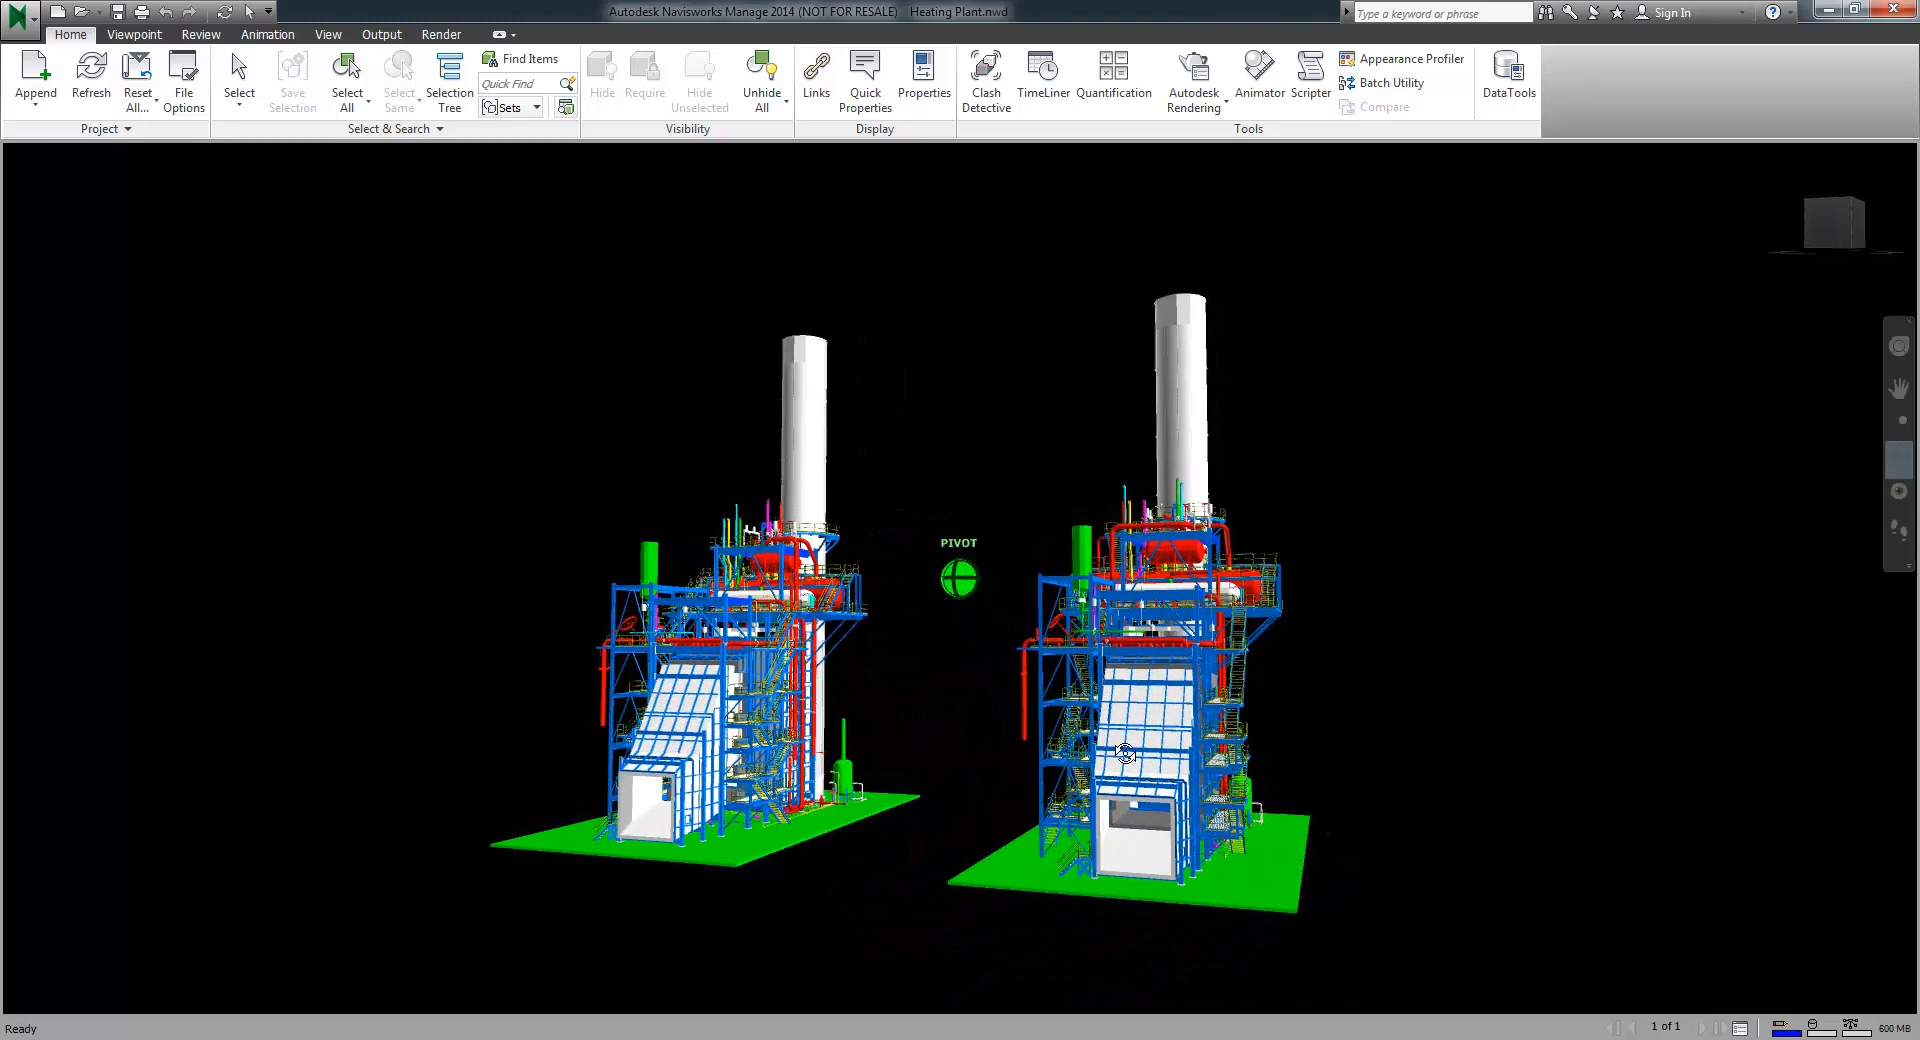 Autodesk Navisworks Manage 2014 (NOT FOR RESALE) Heating Plant.nwd
Type a keyword or phrase
Sign In
Home Viewpoint Review Animation View Output Render
Append
Refresh
Reset All...
File Options
Project
Select
Save Selection
Select All
Select Same
Selection Tree
Find Items
Quick Find
Sets
Select & Search
Hide
Require
Hide Unselected
Unhide All
Visibility
Links
Quick Properties
Properties
Display
Clash Detective
TimeLiner
Quantification
Autodesk Rendering
Animator
Scripter
Appearance Profiler
Batch Utility
Compare
Tools
DataTools
PIVOT
Ready
1 of 1
600 MB